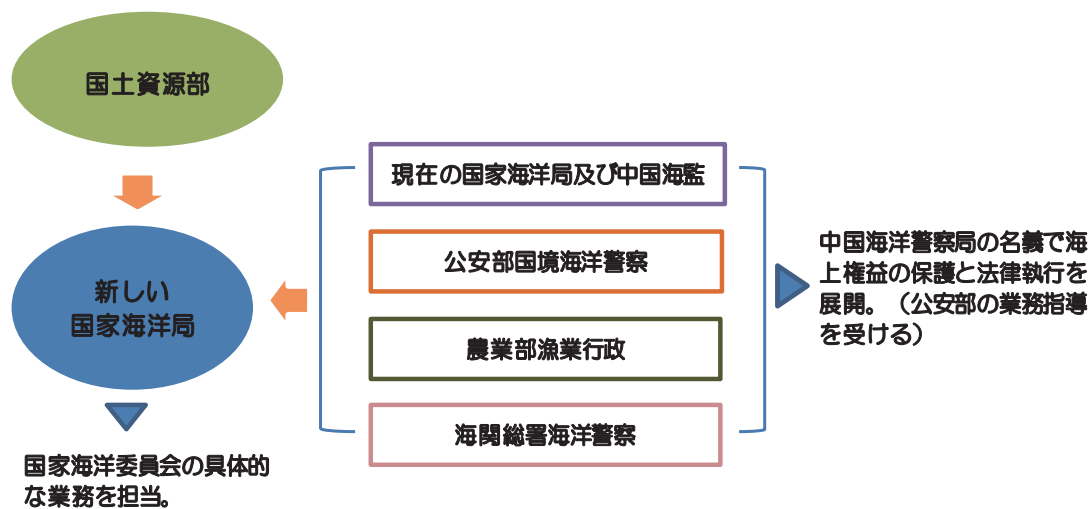 国土資源部
現在の国家海洋局及び中国海監
公安部国境海洋警察
農業部漁業行政
海関総署海洋警察
新しい
国家海洋局
国家海洋委員会の具体的
な業務を担当。
中国海洋警察局の名義で海
上権益の保護と法律執行を
展開。（公安部の業務指導
を受ける）